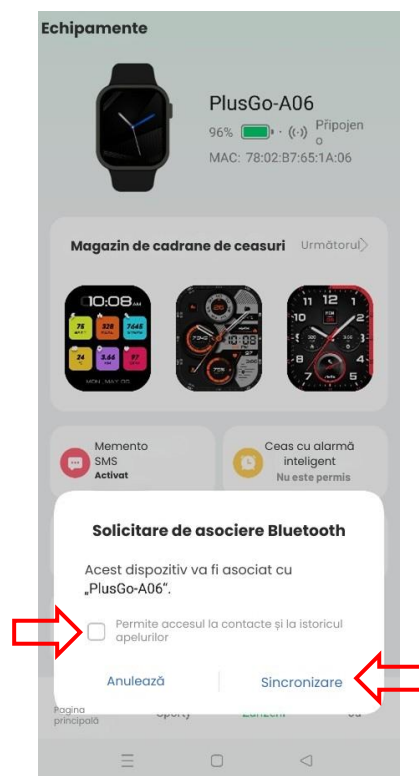 Echipamente
PlusGo-A06
96% Připojen
o
MAC: 78:02:B7:65:1A:06
Magazin de cadrane de ceasuri Următorul
10:08
10:08
Memento
SMS
Activat
Ceas cu alarmă
inteligent
Nu este permis
Solicitare de asociere Bluetooth
Acest dispozitiv va fi asociat cu
„PlusGo-A06“.
Permite accesul la contacte și la istoricul
apelurilor
Anulează Sincronizare
Pagina
principală